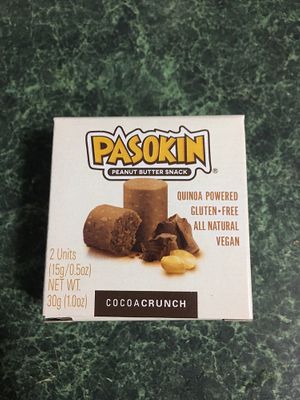 PASOKIN
®
PEANUT BUTTER SNACK
QUINOA POWERED
GLUTEN-FREE
ALL NATURAL
VEGAN
2 Units
(15g/0.5oz)
NET WT.
30g (1.0oz)
COCOACRUNCH